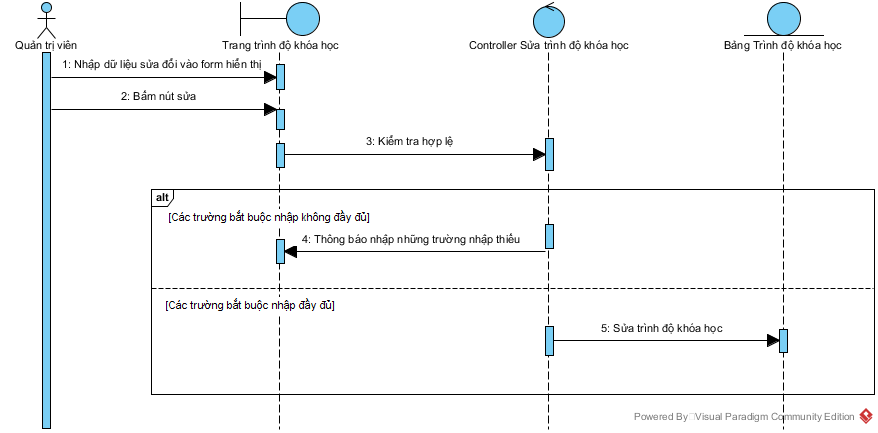 Quản trị viên
Trang trình độ khóa học
Controller Sửa trình độ khóa học
Bảng Trình độ khóa học
1: Nhập dữ liệu sửa đổi vào form hiển thị
2: Bấm nút sửa
3: Kiểm tra hợp lệ
alt
[Các trường bắt buộc nhập không đầy đủ]
4: Thông báo nhập những trường nhập thiếu
[Các trường bắt buộc nhập đầy đủ]
5: Sửa trình độ khóa học
Powered By Visual Paradigm Community Edition